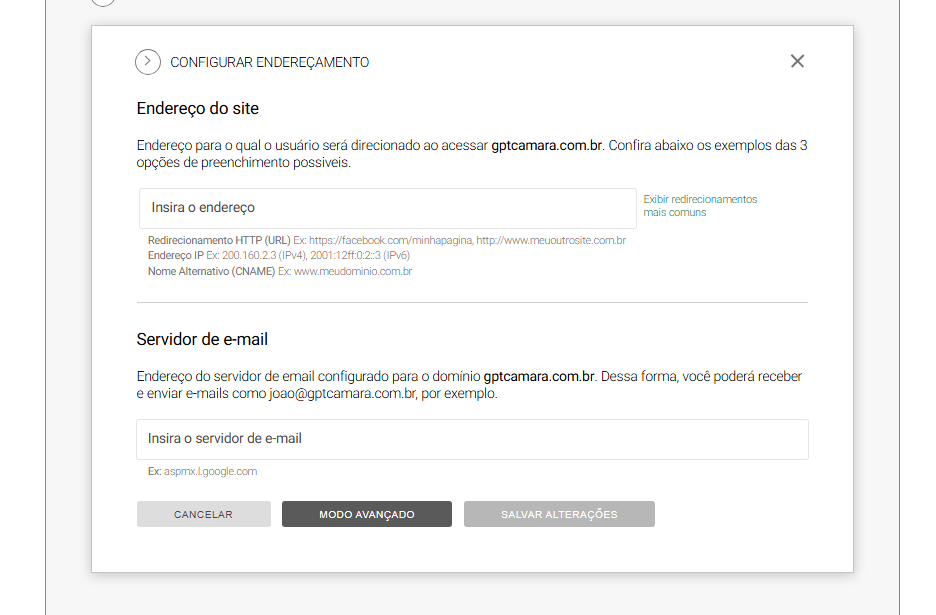 CONFIGURAR ENDEREÇAMENTO
Endereço do site
Endereço para o qual o usuário será direcionado ao acessar gptcamara.com.br. Confira abaixo os exemplos das 3
opções de preenchimento possiveis.
Insira o endereço
Exibir redirecionamentos
mais comuns
Redirecionamento HTTP (URL) Ex: https://facebook.com/minhapagina, http://www.meuoutrosite.com.br
Endereço IP Ex: 200.160.2.3 (IPv4), 2001:12ff:0:2::3 (IPv6)
Nome Alternativo (CNAME) Ex: www.meudominio.com.br
Servidor de e-mail
Endereço do servidor de email configurado para o domínio gptcamara.com.br. Dessa forma, você poderá receber
e enviar e-mails como joao@gptcamara.com.br, por exemplo.
Insira o servidor de e-mail
Ex: aspmx.l.google.com
CANCELAR
MODO AVANÇADO
SALVAR ALTERAÇÕES